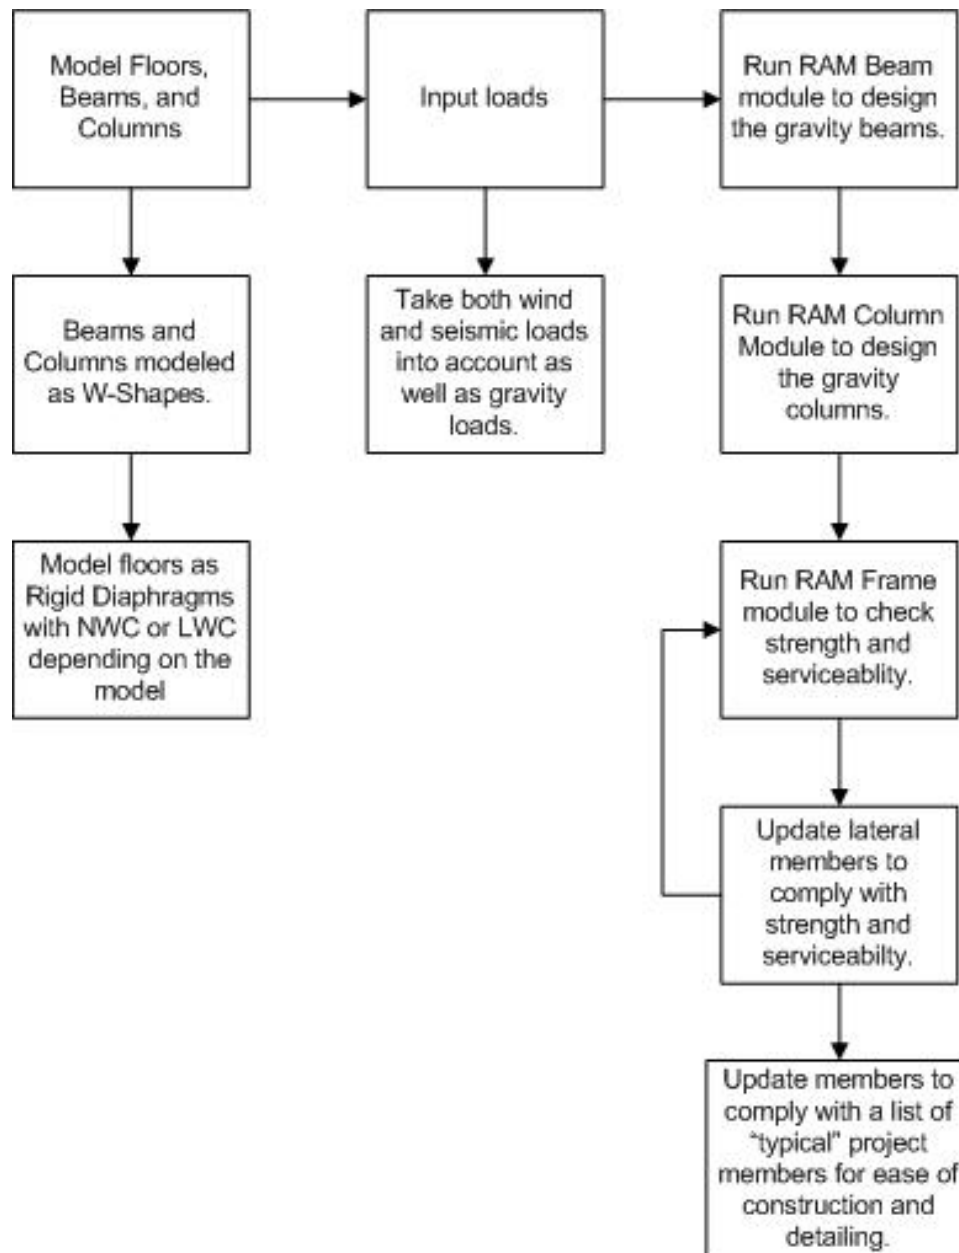 Model Floors,
Beams, and
Columns
Input loads
Run RAM Beam
module to design
the gravity beams.
Beams and
Columns modeled
as W-Shapes.
Take both wind
and seismic loads
into account as
well as gravity
loads.
Run RAM Column
Module to design
the gravity
columns.
Model floors as
Rigid Diaphragms
with NWC or LWC
depending on the
model
Run RAM Frame
module to check
strength and
serviceablity.
Update lateral
members to
comply with
strength and
serviceabilty.
Update members to
comply with a list of
“typical” project
members for ease of
construction and
detailing.